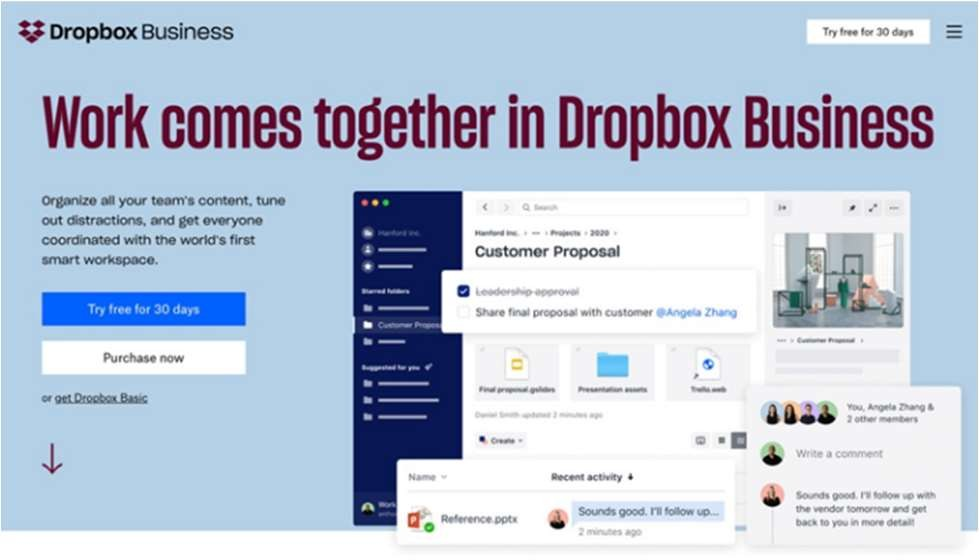 Dropbox Business
Try free for 30 days
Work comes together in Dropbox Business
Organize all your team's content, tune
out distractions, and get everyone
coordinated with the world's first
smart workspace.
Try free for 30 days
Purchase now
or get Dropbox Basic
Hanford Inc.
Starred folders
Customer Propos
Suggested for you
Work
Search
Hanford Inc. > ··· > Projects > 2020 >
Customer Proposal
Leadership approval
Share final proposal with customer @Angela Zhang
Final proposal.gslides
Presentation assets
Trello.web
Daniel Smith updated 2 minutes ago
Create
··· > Customer Proposal >
Name
Recent activity
Reference.pptx
Sounds good. I'll follow up...
2 minutes ago
You, Angela Zhang &
2 other members
Write a comment
Sounds good. I'll follow up with
the vendor tomorrow and get
back to you in more detail!